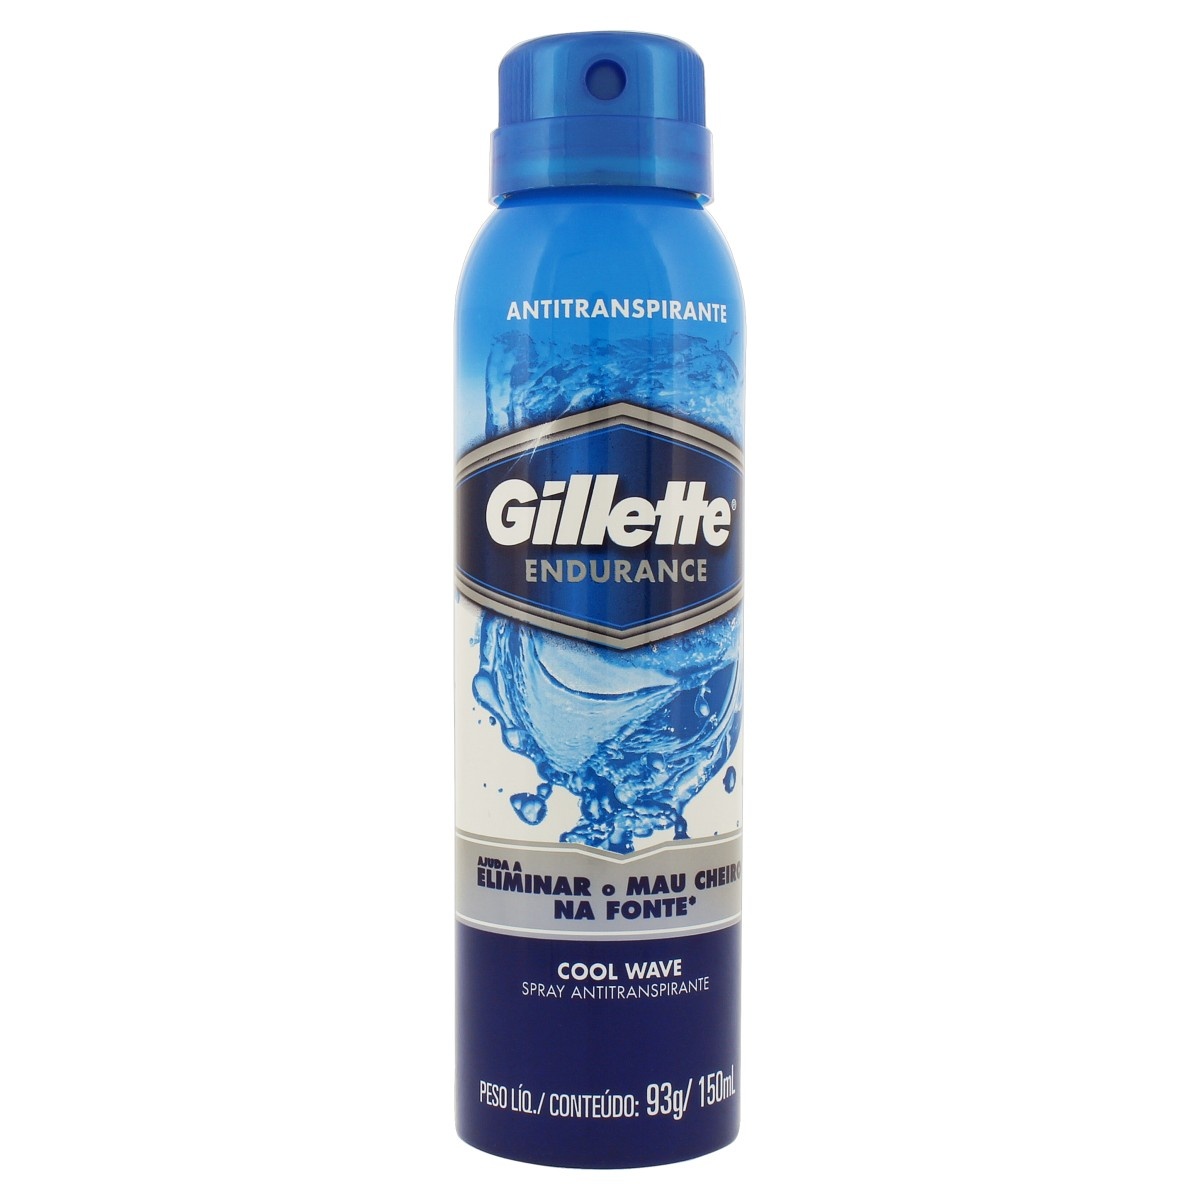 ANTITRANSPIRANTE
Gillette®
ENDURANCE
AJUDA A
ELIMINAR o MAU CHEIRO
NA FONTE*
COOL WAVE
SPRAY ANTITRANSPIRANTE
PESO LÍQ./ CONTEÚDO: 93g/ 150mL